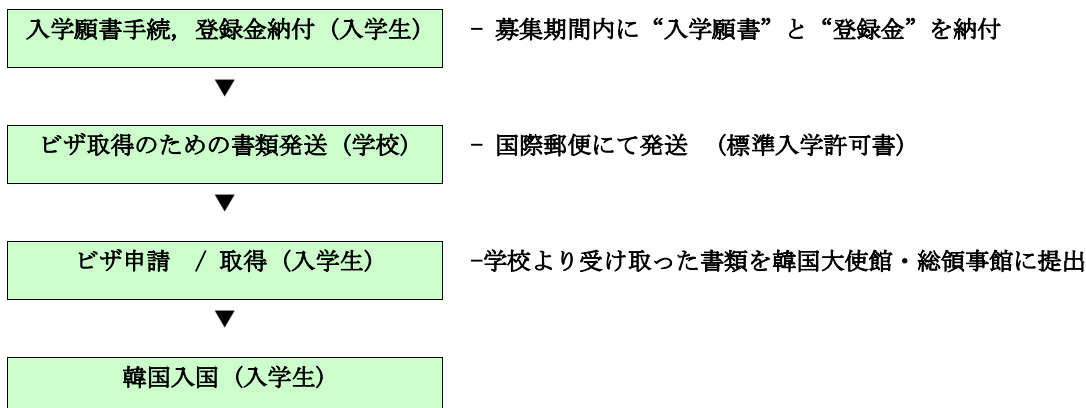 入学願書手続, 登録金納付 (入学生) － 募集期間内に “入学願書” と “登録金” を納付
▼
ビザ取得のための書類発送 (学校) － 国際郵便にて発送　(標準入学許可書)
▼
ビザ申請　/ 取得 (入学生) －学校より受け取った書類を韓国大使館・総領事館に提出
▼
韓国入国 (入学生)